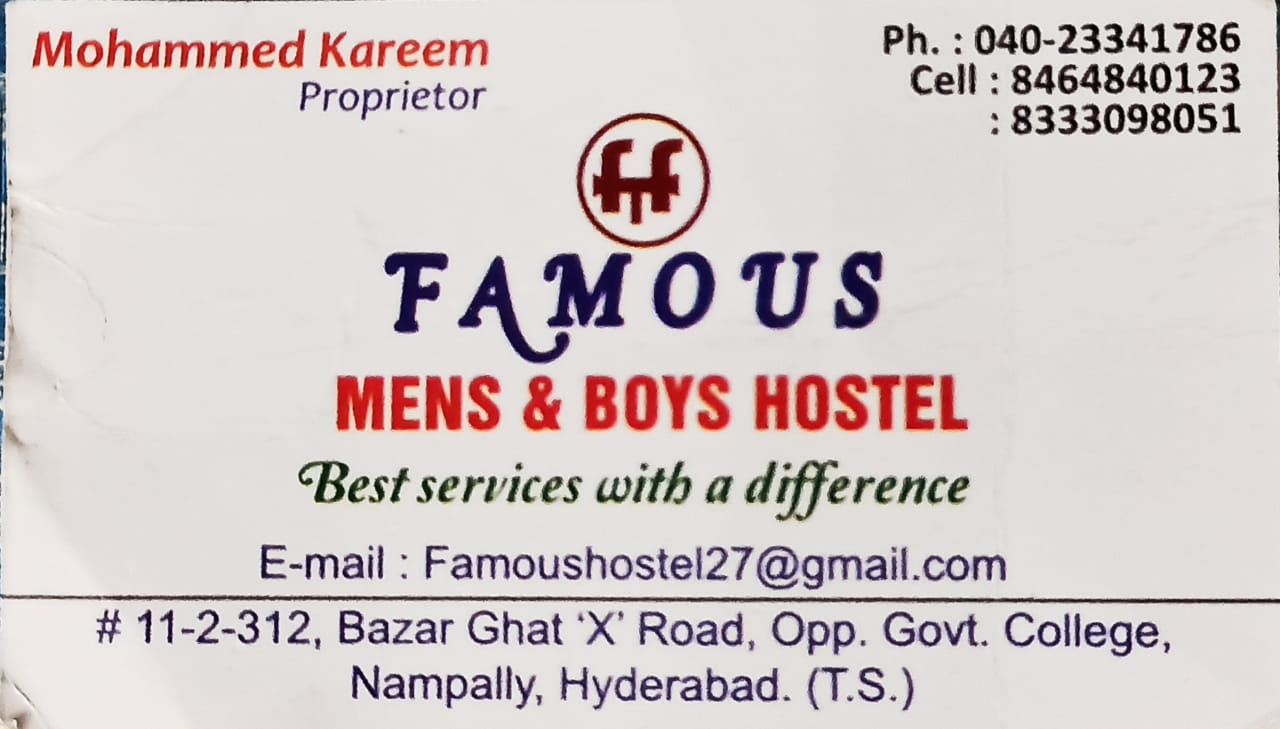 Mohammed Kareem
Proprietor
Ph. : 040-23341786
Cell : 8464840123
: 8333098051
FAMOUS
MENS & BOYS HOSTEL
Best services with a difference
E-mail : Famoushostel27@gmail.com
# 11-2-312, Bazar Ghat ‘X’ Road, Opp. Govt. College,
Nampally, Hyderabad. (T.S.)